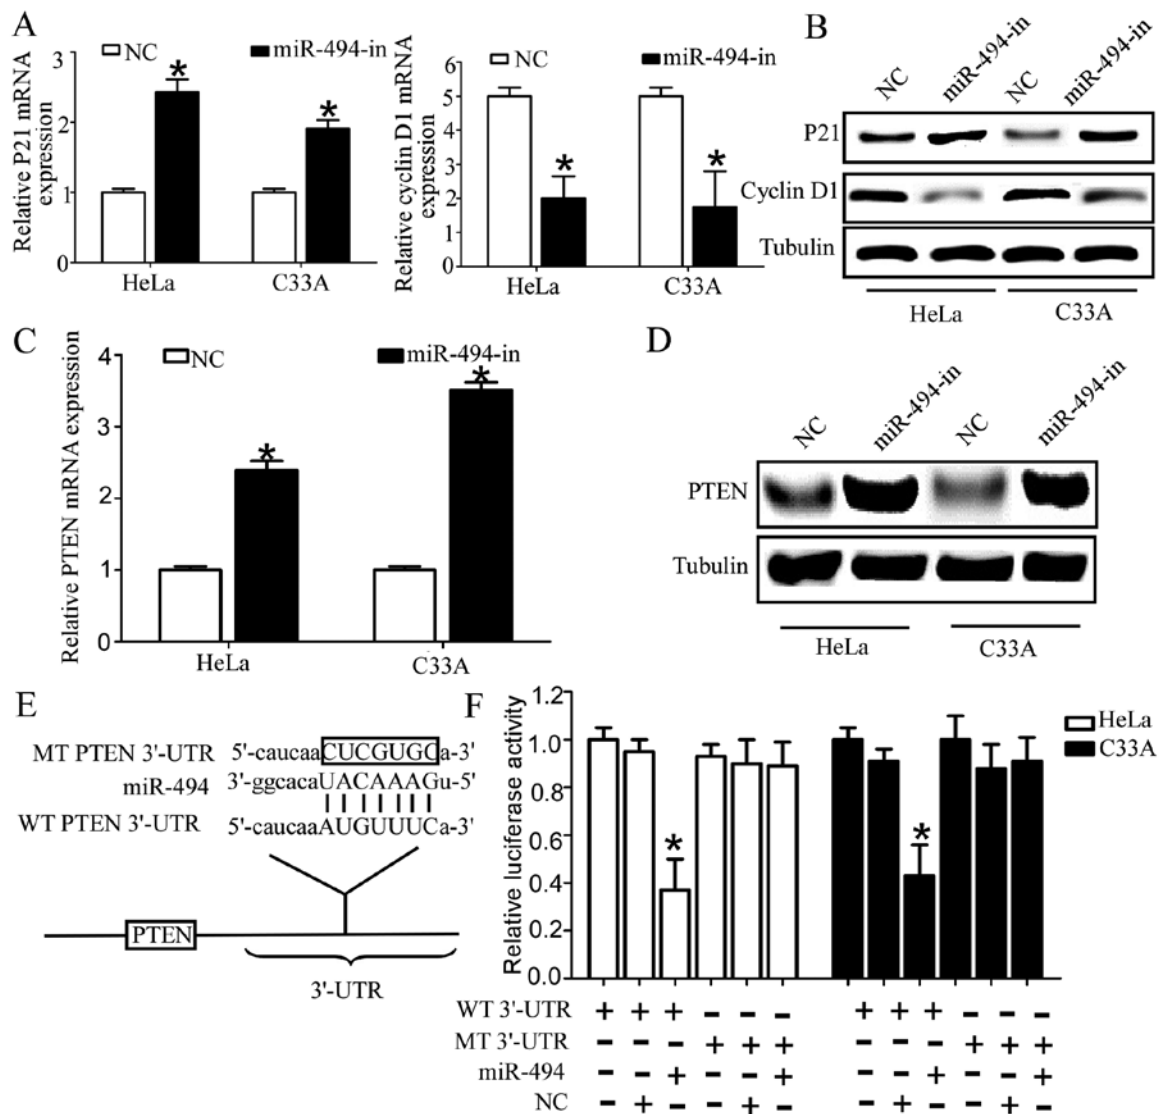 A
NC
miR-494-in
Relative P21 mRNA
expression
3
2
1
0
*
*
HeLa
C33A
NC
miR-494-in
Relative cyclin D1 mRNA
expression
6
5
4
3
2
1
0
*
*
HeLa
C33A
B
NC
miR-494-in
NC
miR-494-in
P21
Cyclin D1
Tubulin
HeLa
C33A
C
NC
miR-494-in
Relative PTEN mRNA expression
4
3
2
1
0
*
*
HeLa
C33A
D
NC
miR-494-in
NC
miR-494-in
PTEN
Tubulin
HeLa
C33A
E
MT PTEN 3'-UTR 5'-caucaaCUCGUGCa-3'
miR-494 3'-ggcacaUACAAAGu-5'
WT PTEN 3'-UTR 5'-caucaaAUGUUUCa-3'
PTEN
3'-UTR
F
Relative luciferase activity
1.2
1.0
0.8
0.6
0.4
0.2
0.0
*
*
HeLa
C33A
WT 3'-UTR + + + - - - + + + - - -
MT 3'-UTR - - - + + + - - - + + +
miR-494 - - + - - + - - + - - +
NC - + - - + - - + - - + -